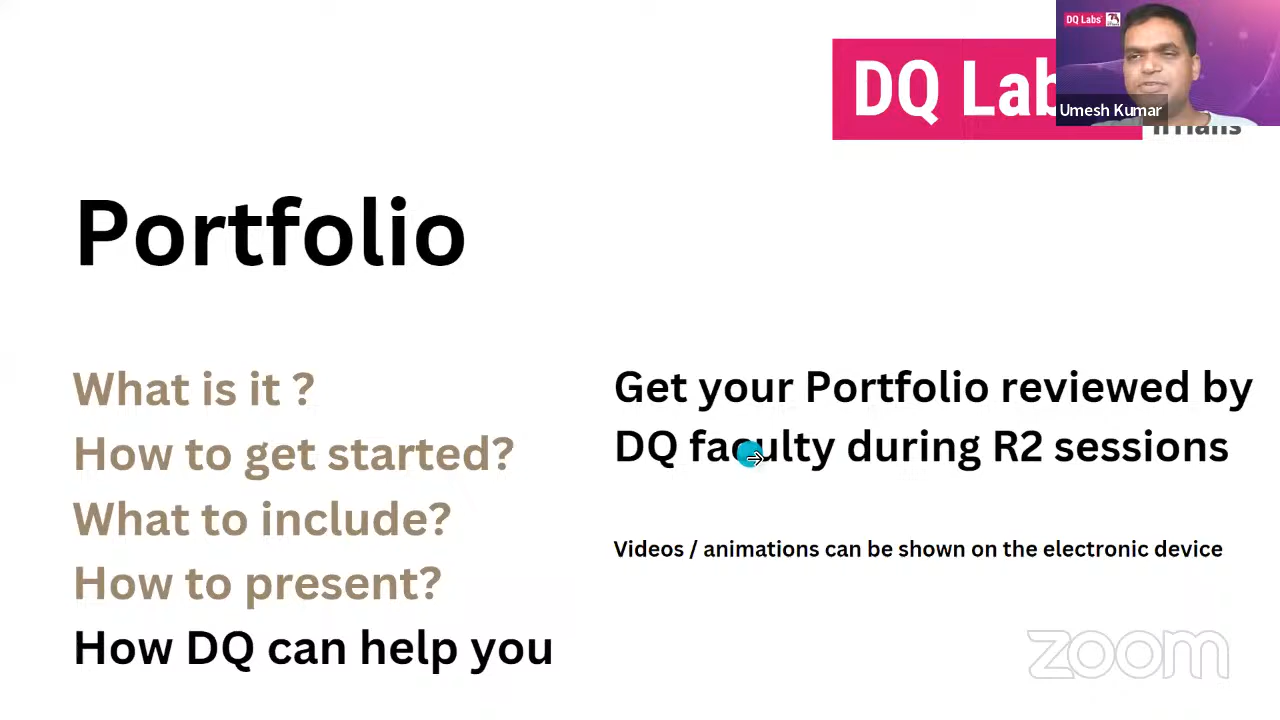 DQ Labs
Umesh Kumar
DQ Lab
Portfolio
What is it ?
How to get started?
What to include?
How to present?
How DQ can help you
Get your Portfolio reviewed by
DQ faculty during R2 sessions
Videos / animations can be shown on the electronic device
zoom